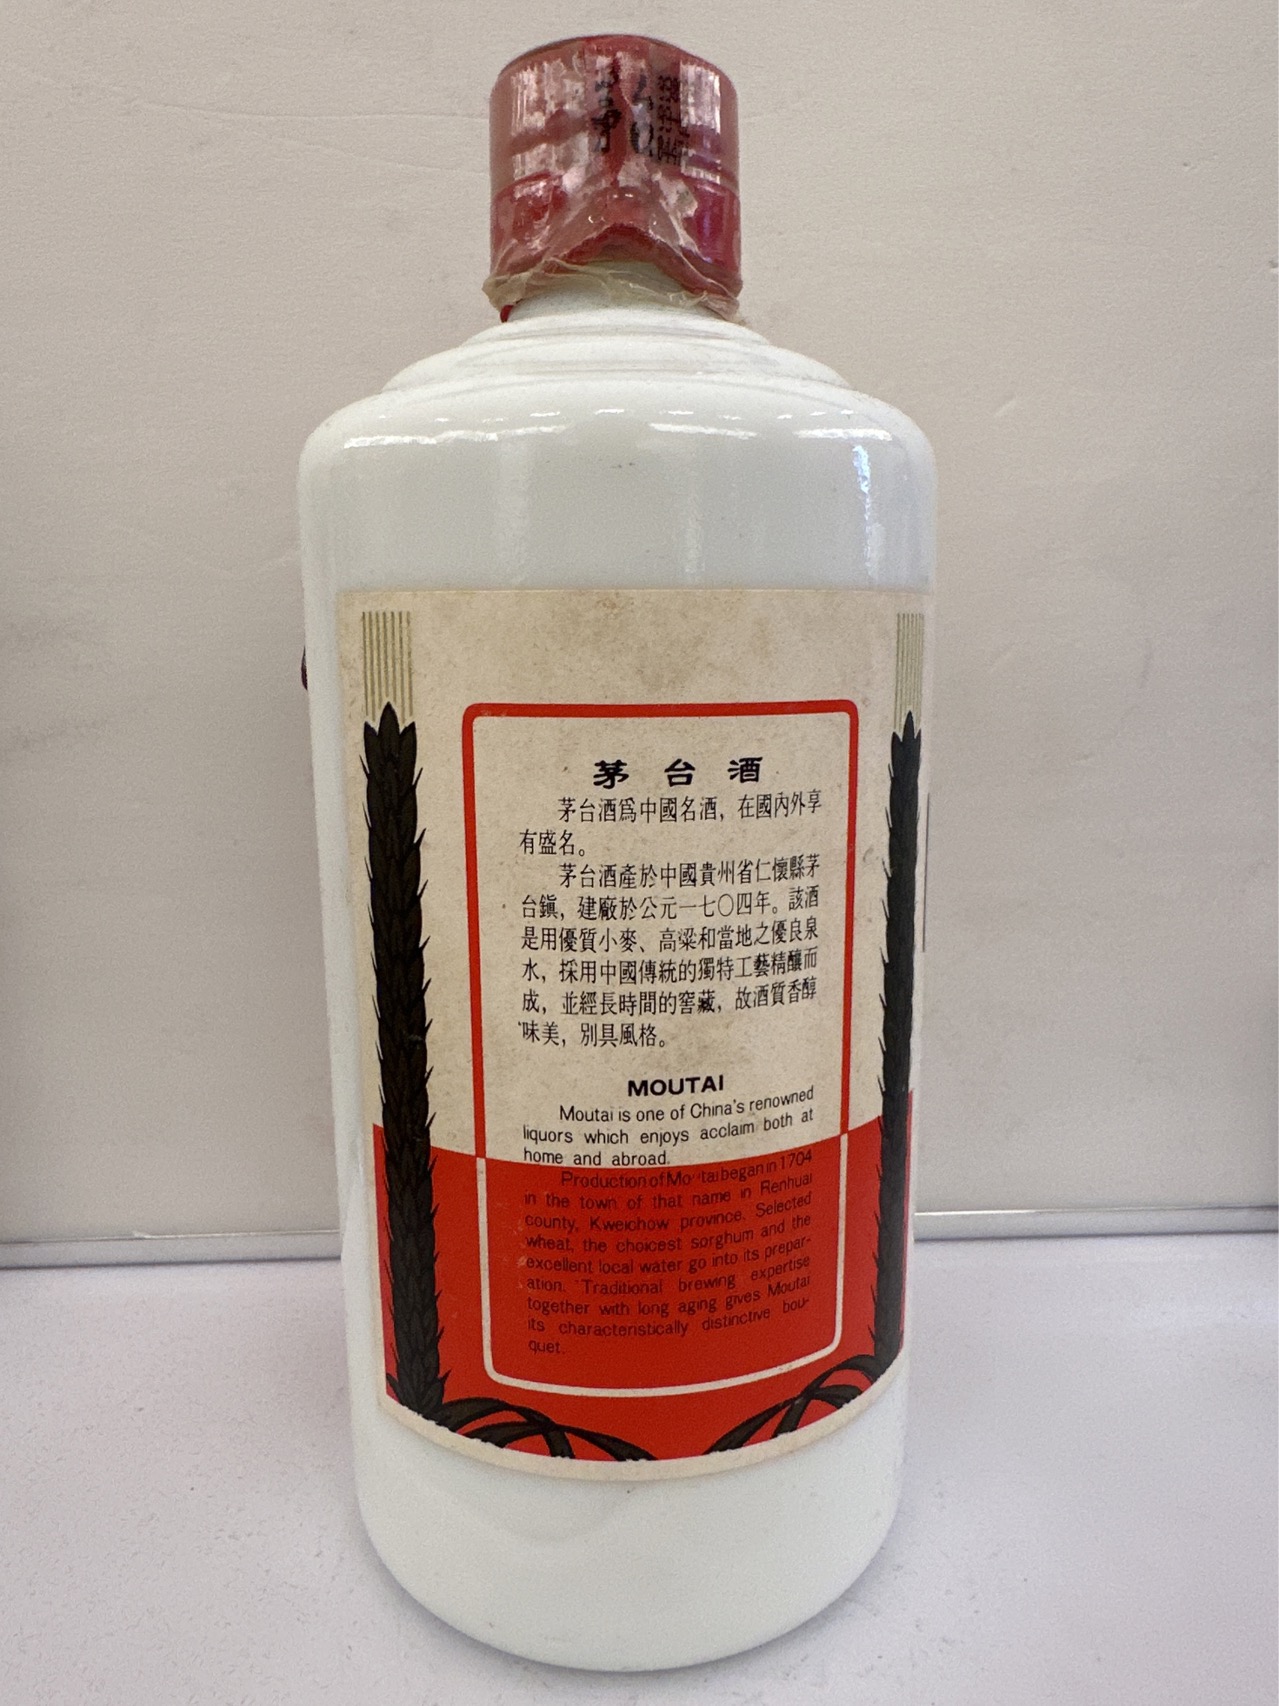 茅台酒
茅台酒爲中國名酒，在國內外享
有盛名。
茅台酒產於中國貴州省仁懷縣茅
台鎭，建廠於公元一七〇四年。該酒
是用優質小麥、高粱和當地之優良泉
水，採用中國傳統的獨特工藝精釀而
成，並經長時間的窖藏，故酒質香醇
味美，別具風格。
MOUTAI
Moutai is one of China's renowned
liquors which enjoys acclaim both at
home and abroad.
Production of Moutai began in 1704
in the town of that name in Renhuai
county, Kweichow province. Selected
wheat, the choicest sorghum and the
excellent local water go into its prepar-
ation. Traditional brewing expertise
together with long aging gives Moutai
its characteristically distinctive bou-
quet.